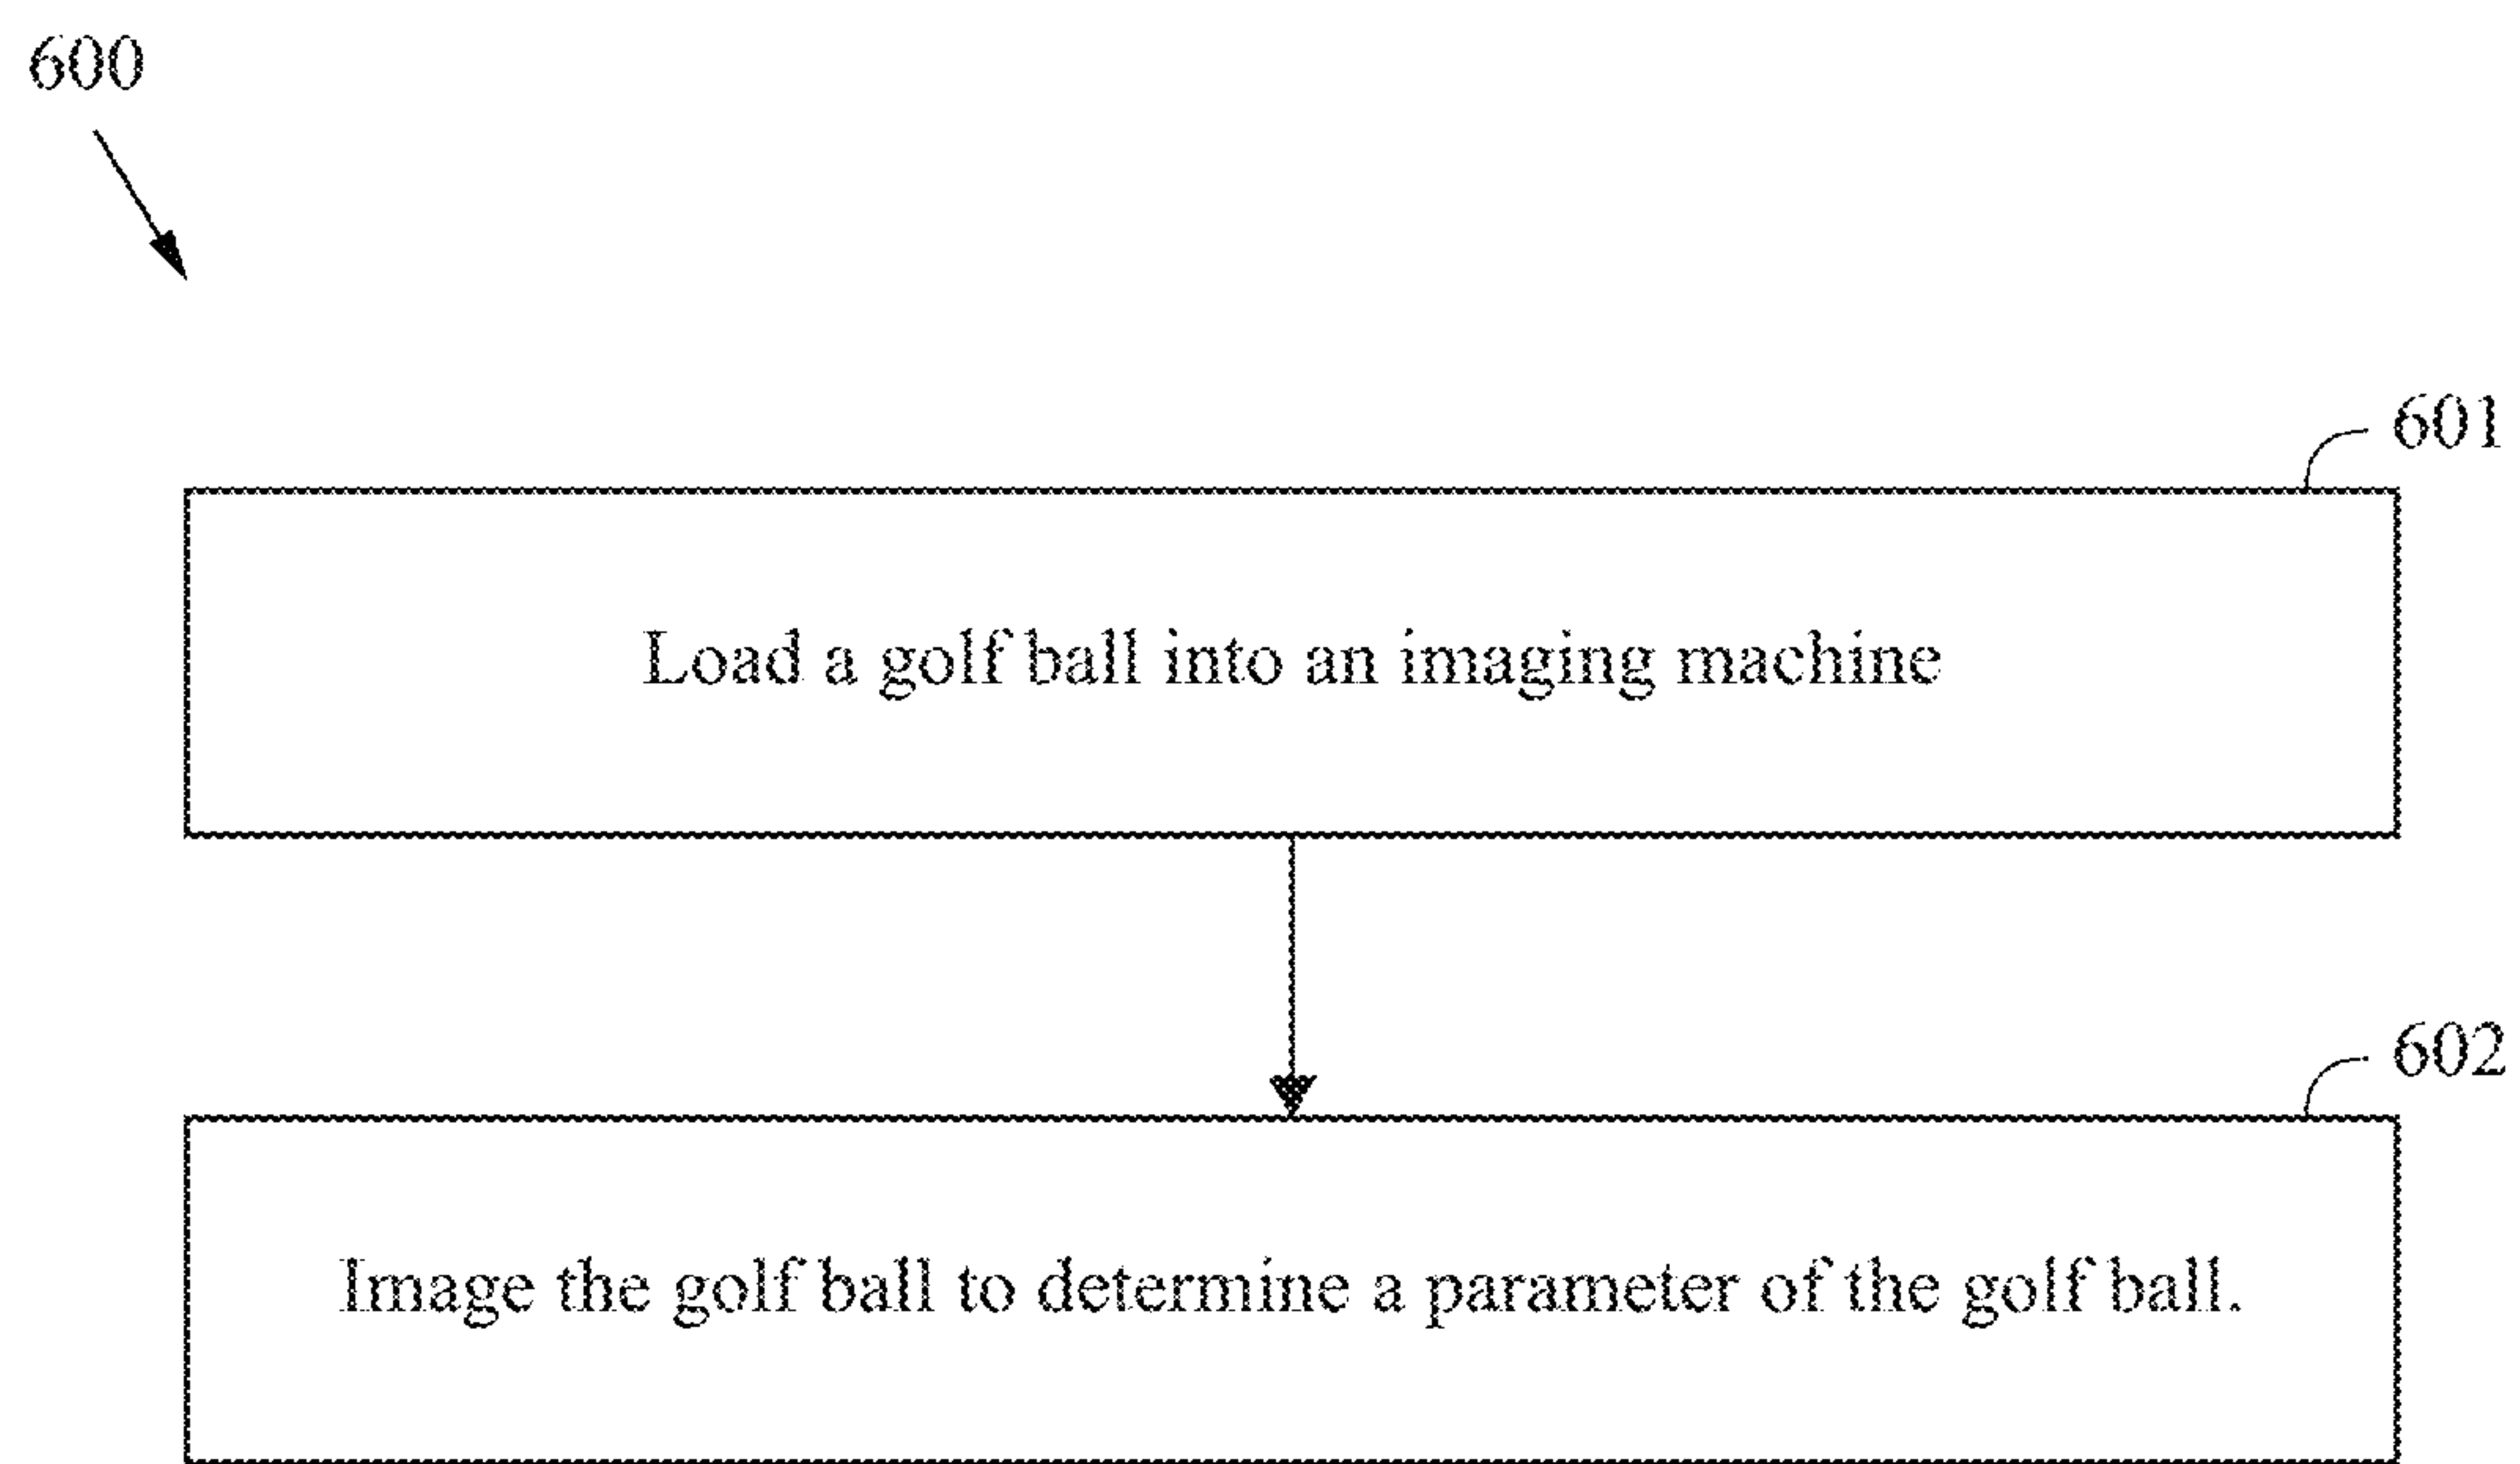 600
601
Load a golf ball into an imaging machine
602
Image the golf ball to determine a parameter of the golf ball.